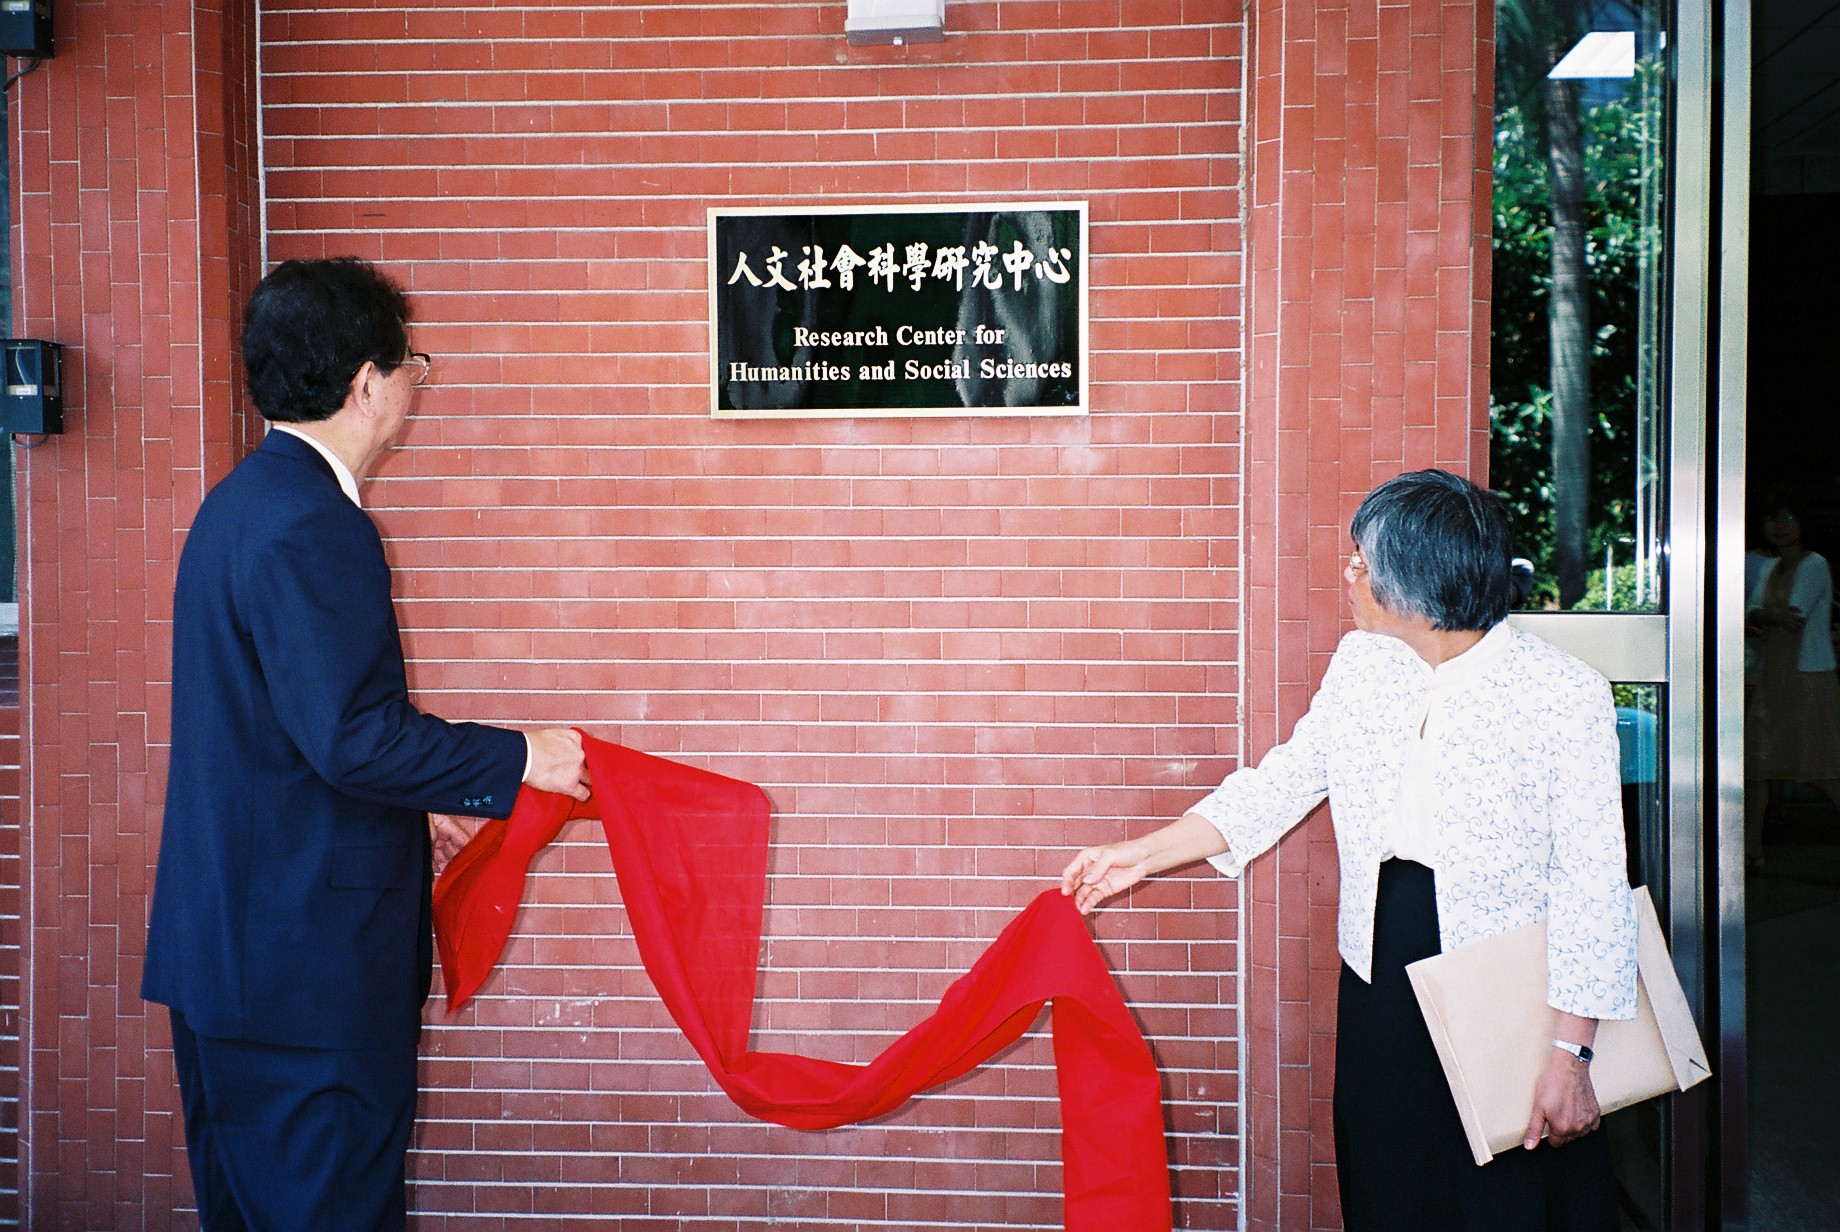 人文社會科學研究中心
Research Center for
Humanities and Social Sciences